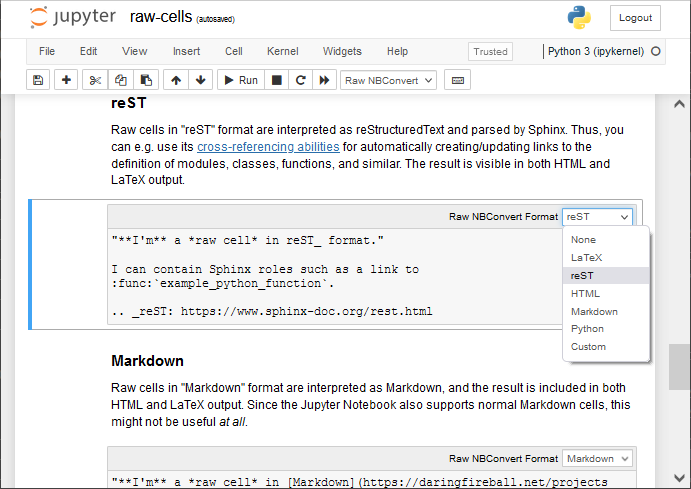 jupyter raw-cells (autosaved) Logout
File Edit View Insert Cell Kernel Widgets Help Trusted Python 3 (ipykernel)
Run Raw NBConvert
reST
Raw cells in "reST" format are interpreted as reStructuredText and parsed by Sphinx. Thus, you
can e.g. use its cross-referencing abilities for automatically creating/updating links to the
definition of modules, classes, functions, and similar. The result is visible in both HTML and
LaTeX output.
Raw NBConvert Format reST
"**I'm** a *raw cell* in reST_ format."
I can contain Sphinx roles such as a link to
:func:`example_python_function`.
.. _reST: https://www.sphinx-doc.org/rest.html
None
LaTeX
reST
HTML
Markdown
Python
Custom
Markdown
Raw cells in "Markdown" format are interpreted as Markdown, and the result is included in both
HTML and LaTeX output. Since the Jupyter Notebook also supports normal Markdown cells, this
might not be useful at all.
Raw NBConvert Format Markdown
"**I'm** a *raw cell* in [Markdown](https://daringfireball.net/projects